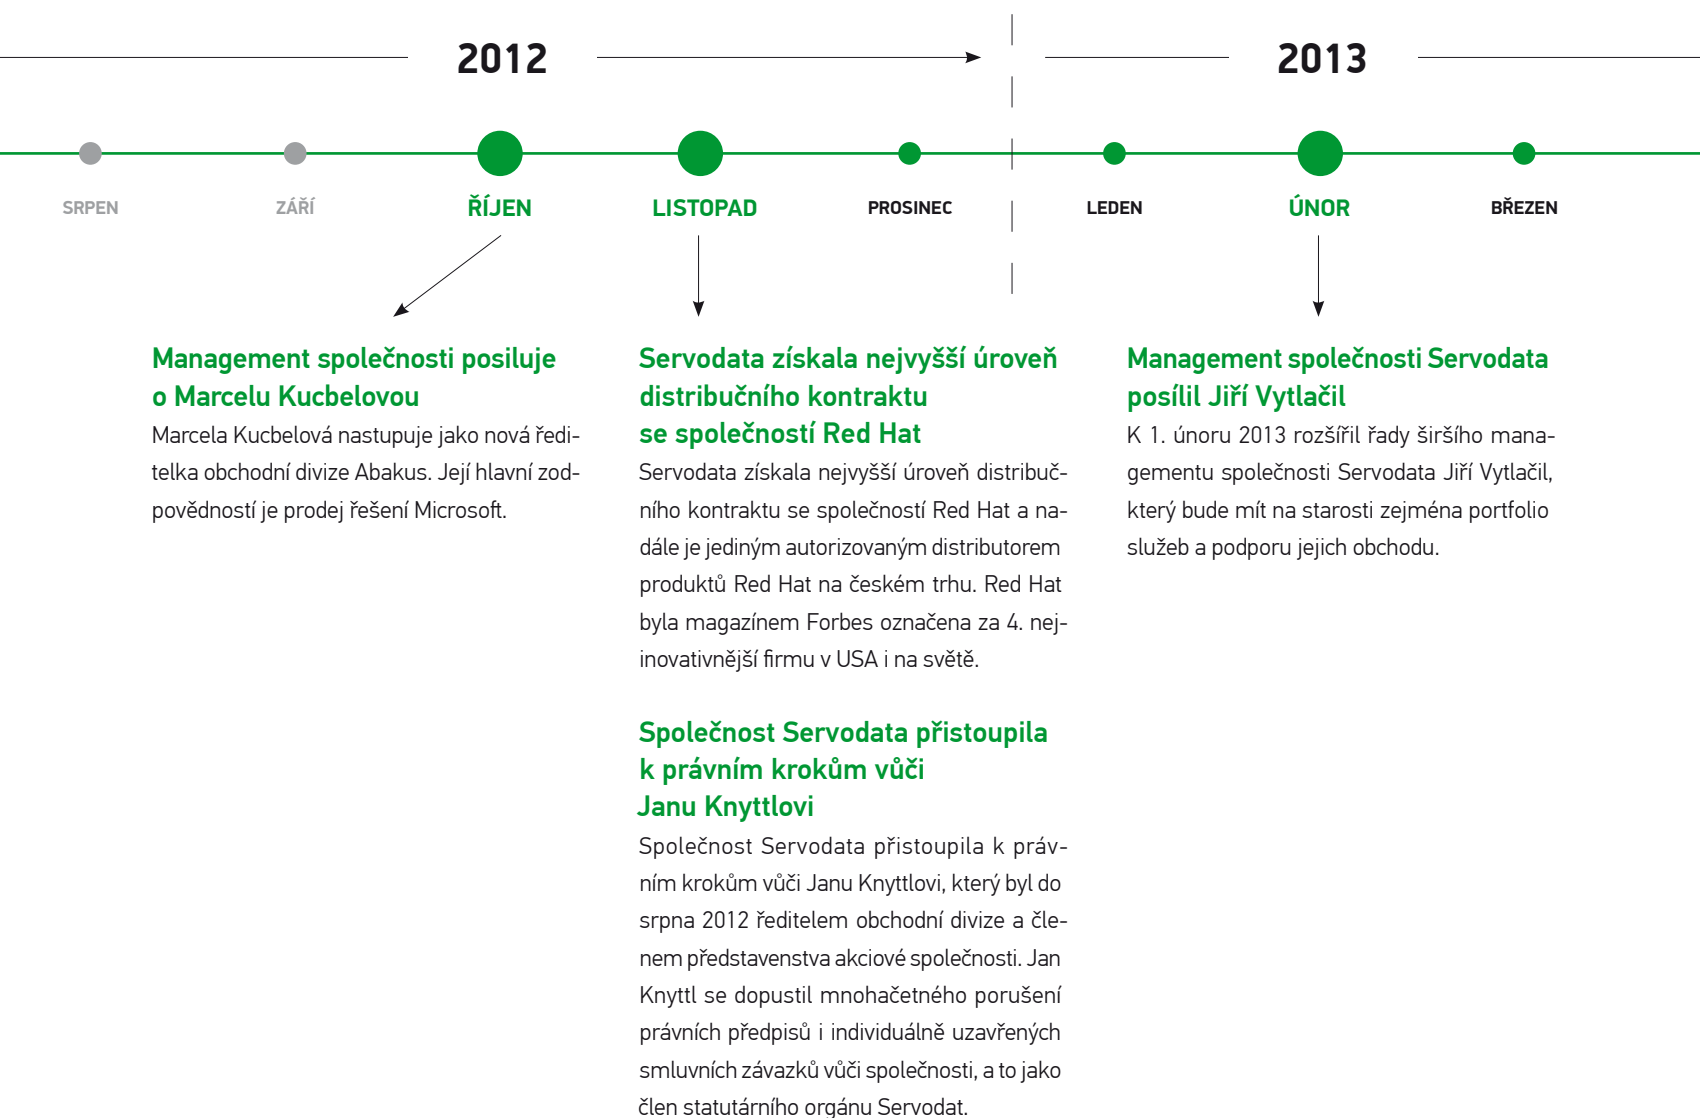 2012
2013
SRPEN
ZÁŘÍ
ŘÍJEN
LISTOPAD
PROSINEC
LEDEN
ÚNOR
BŘEZEN
Management společnosti posiluje
o Marcelu Kucbelovou
Marcela Kucbelová nastupuje jako nová ředi-
telka obchodní divize Abakus. Její hlavní zod-
povědností je prodej řešení Microsoft.
Servodata získala nejvyšší úroveň
distribučního kontraktu
se společností Red Hat
Servodata získala nejvyšší úroveň distribuč-
ního kontraktu se společností Red Hat a na-
dále je jediným autorizovaným distributorem
produktů Red Hat na českém trhu. Red Hat
byla magazínem Forbes označena za 4. nej-
inovativnější firmu v USA i na světě.
Společnost Servodata přistoupila
k právním krokům vůči
Janu Knyttlovi
Společnost Servodata přistoupila k práv-
ním krokům vůči Janu Knyttlovi, který byl do
srpna 2012 ředitelem obchodní divize a čle-
nem představenstva akciové společnosti. Jan
Knyttl se dopustil mnohačetného porušení
právních předpisů i individuálně uzavřených
smluvních závazků vůči společnosti, a to jako
člen statutárního orgánu Servodat.
Management společnosti Servodata
posílil Jiří Vytlačil
K 1. únoru 2013 rozšířil řady širšího mana-
gementu společnosti Servodata Jiří Vytlačil,
který bude mít na starosti zejména portfolio
služeb a podporu jejich obchodu.